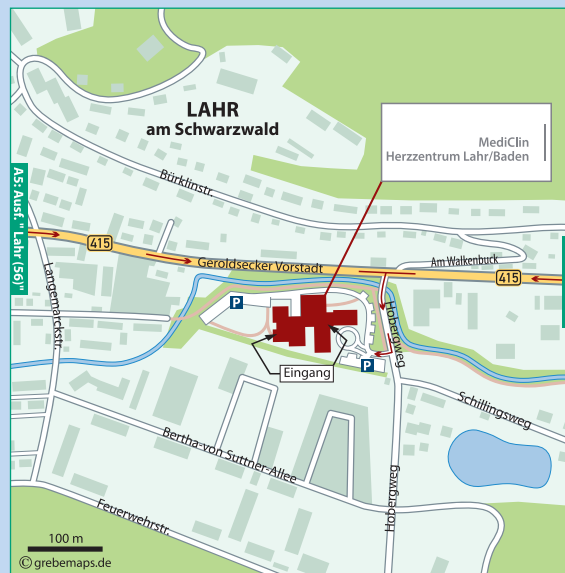 LAHR
am Schwarzwald
MediClin
Herzzentrum Lahr/Baden
A5: Ausf. "Lahr (56)"
Bürklinstr.
415
Geroldsecker Vorstadt
Am Walkenbuck
415
Langemarckstr.
P
Hobergweg
P
Eingang
Schillingsweg
Bertha-von Suttner-Allee
Hobergweg
Feuerwehrstr.
100 m
© grebemaps.de